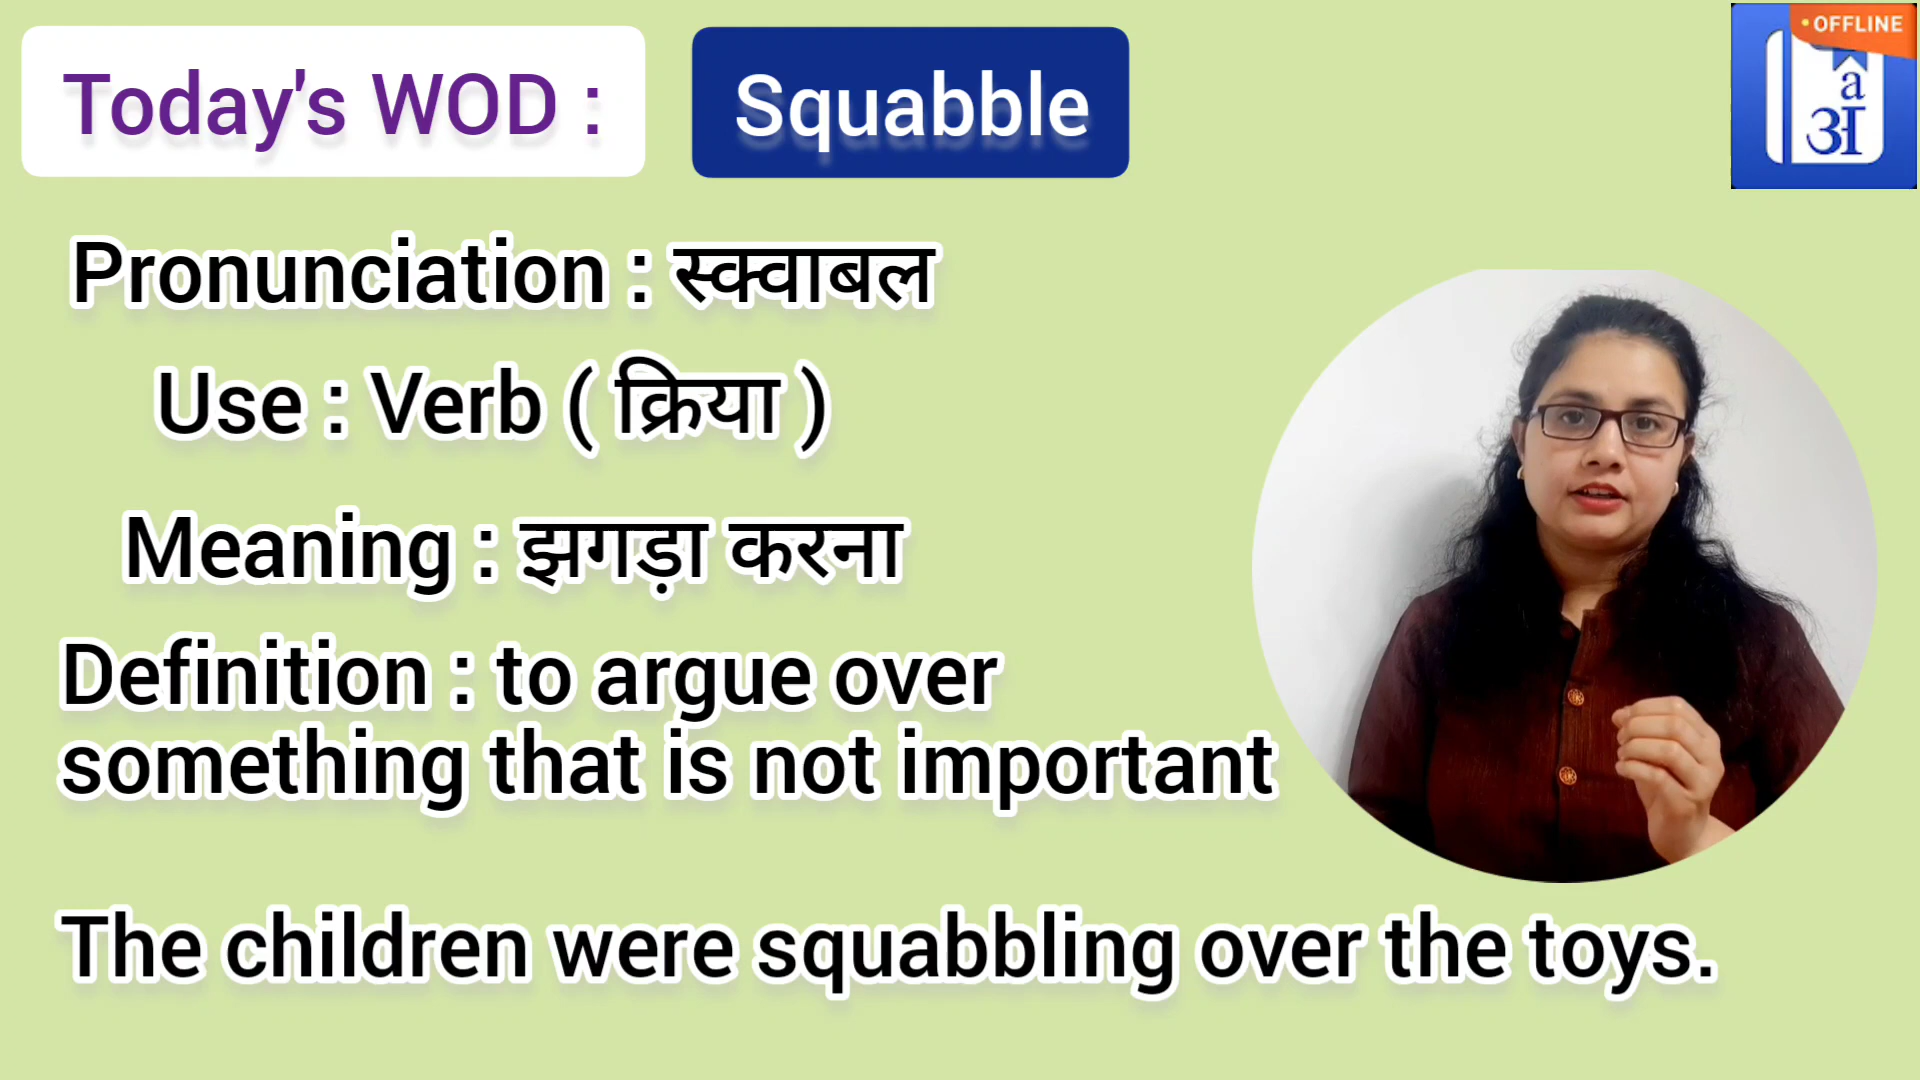 Today's WOD :
Squabble
• OFFLINE
a
अ
Pronunciation : स्क्वाबल
Use : Verb ( क्रिया )
Meaning : झगड़ा करना
Definition : to argue over
something that is not important
The children were squabbling over the toys.